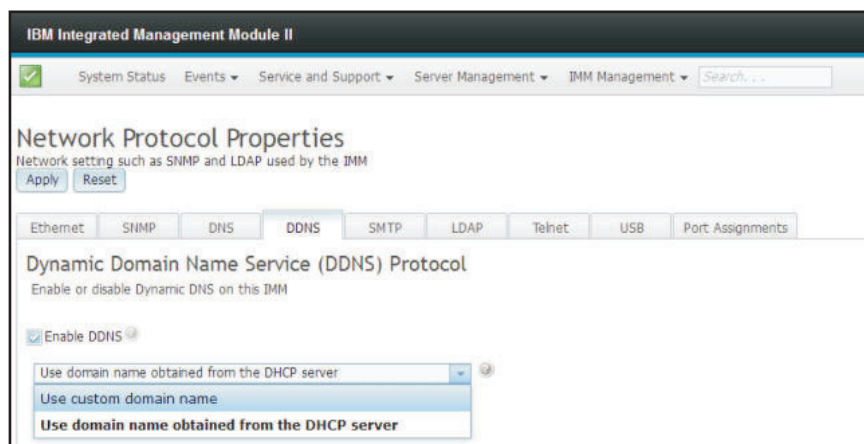 IBM Integrated Management Module II
System Status Events Service and Support Server Management IMM Management Search. . .
Network Protocol Properties
Network setting such as SNMP and LDAP used by the IMM
Apply Reset
Ethernet SNMP DNS DDNS SMTP LDAP Telnet USB Port Assignments
Dynamic Domain Name Service (DDNS) Protocol
Enable or disable Dynamic DNS on this IMM
Enable DDNS
Use domain name obtained from the DHCP server
Use custom domain name
Use domain name obtained from the DHCP server